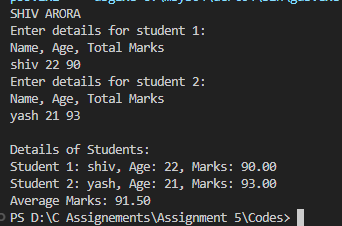 SHIV ARORA
Enter details for student 1:
Name, Age, Total Marks
shiv 22 90
Enter details for student 2:
Name, Age, Total Marks
yash 21 93
Details of Students:
Student 1: shiv, Age: 22, Marks: 90.00
Student 2: yash, Age: 21, Marks: 93.00
Average Marks: 91.50
PS D:\C Assignements\Assignment 5\Codes>